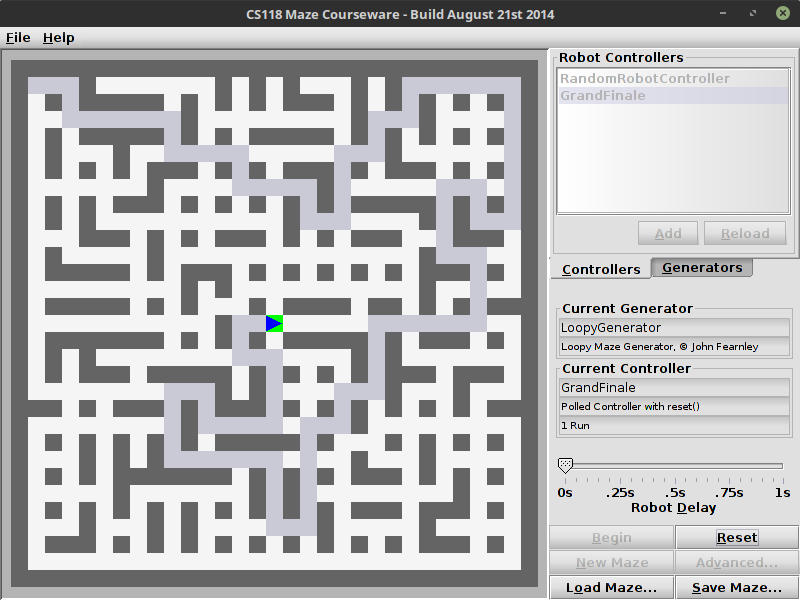 CS118 Maze Courseware - Build August 21st 2014
File Help
Robot Controllers
RandomRobotController
GrandFinale
Add Reload
Controllers Generators
Current Generator
LoopyGenerator
Loopy Maze Generator, © John Fearnley
Current Controller
GrandFinale
Polled Controller with reset()
1 Run
0s .25s .5s .75s 1s
Robot Delay
Begin Reset
New Maze Advanced...
Load Maze... Save Maze...